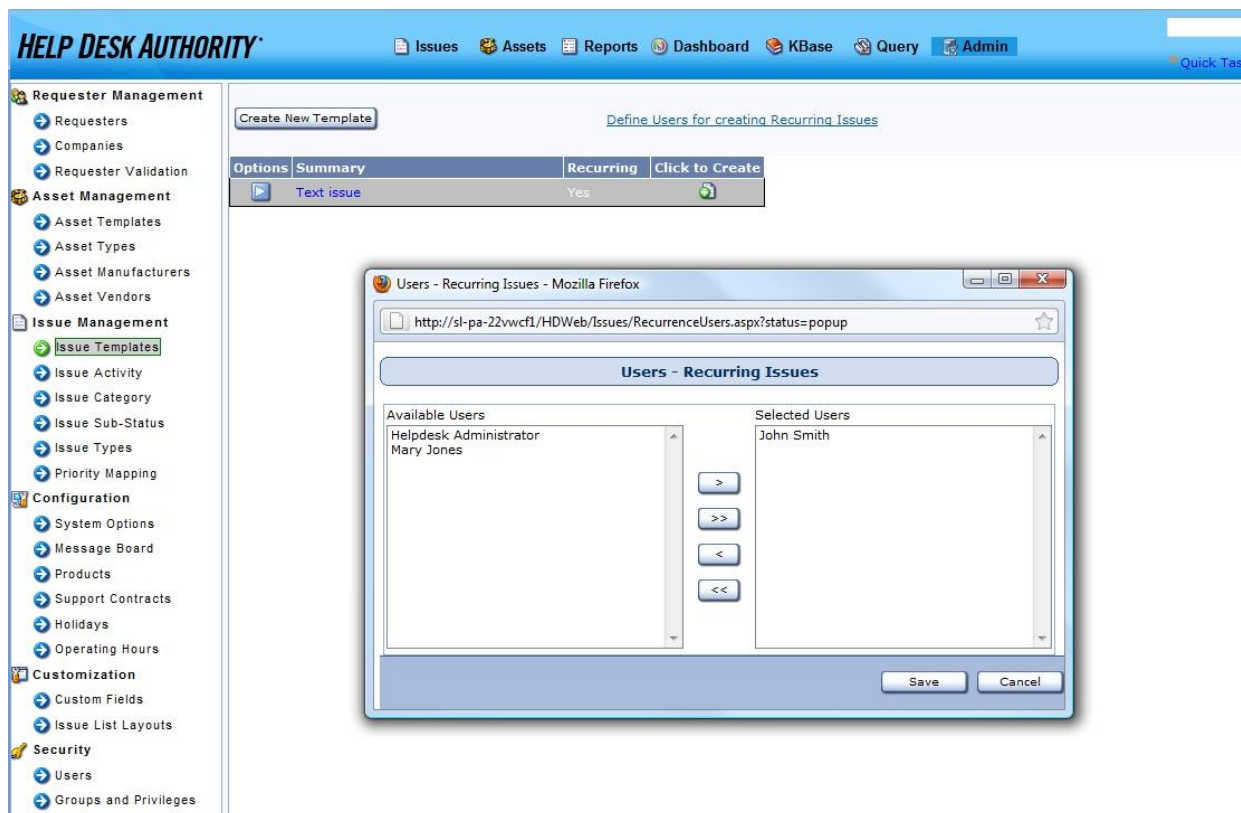 HELP DESK AUTHORITY
Issues Assets Reports Dashboard KBase Query Admin
Quick Tas
Requester Management
Requesters
Companies
Requester Validation
Asset Management
Asset Templates
Asset Types
Asset Manufacturers
Asset Vendors
Issue Management
Issue Templates
Issue Activity
Issue Category
Issue Sub-Status
Issue Types
Priority Mapping
Configuration
System Options
Message Board
Products
Support Contracts
Holidays
Operating Hours
Customization
Custom Fields
Issue List Layouts
Security
Users
Groups and Privileges
Create New Template
Define Users for creating Recurring Issues
Options Summary Recurring Click to Create
Text issue Yes
Users - Recurring Issues - Mozilla Firefox
http://sl-pa-22vwcf1/HDWeb/Issues/RecurrenceUsers.aspx?status=popup
Users - Recurring Issues
Available Users
Helpdesk Administrator
Mary Jones
>
>>
<
<<
Selected Users
John Smith
Save Cancel